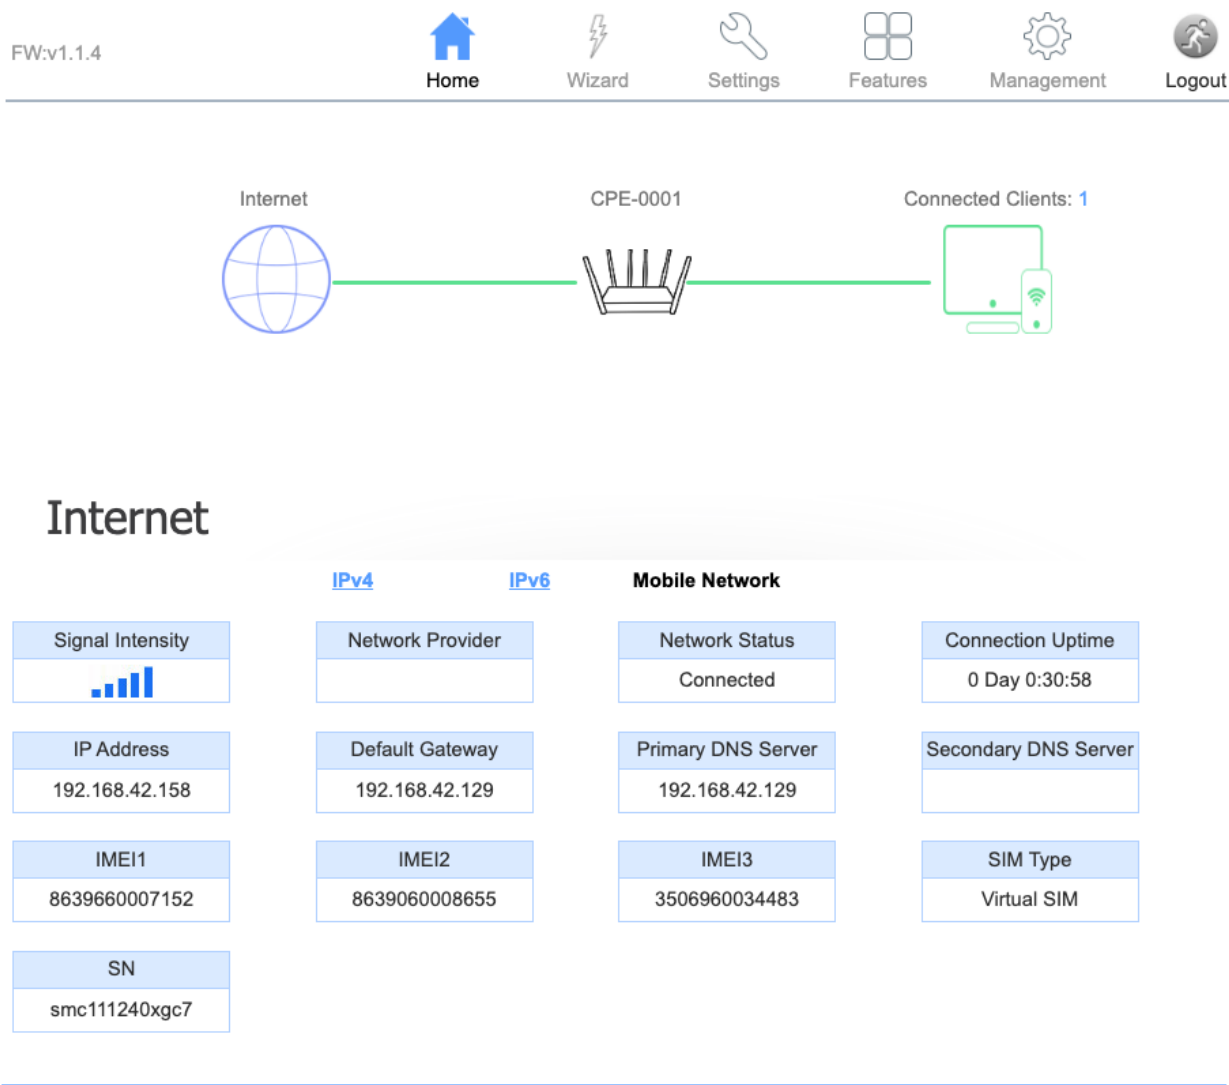 FW:v1.1.4
Home
Wizard
Settings
Features
Management
Logout
Internet
CPE-0001
Connected Clients: 1
Internet
IPv4
IPv6
Mobile Network
Signal Intensity
Network Provider
Network Status
Connected
Connection Uptime
0 Day 0:30:58
IP Address
192.168.42.158
Default Gateway
192.168.42.129
Primary DNS Server
192.168.42.129
Secondary DNS Server
IMEI1
8639660007152
IMEI2
8639060008655
IMEI3
3506960034483
SIM Type
Virtual SIM
SN
smc111240xgc7